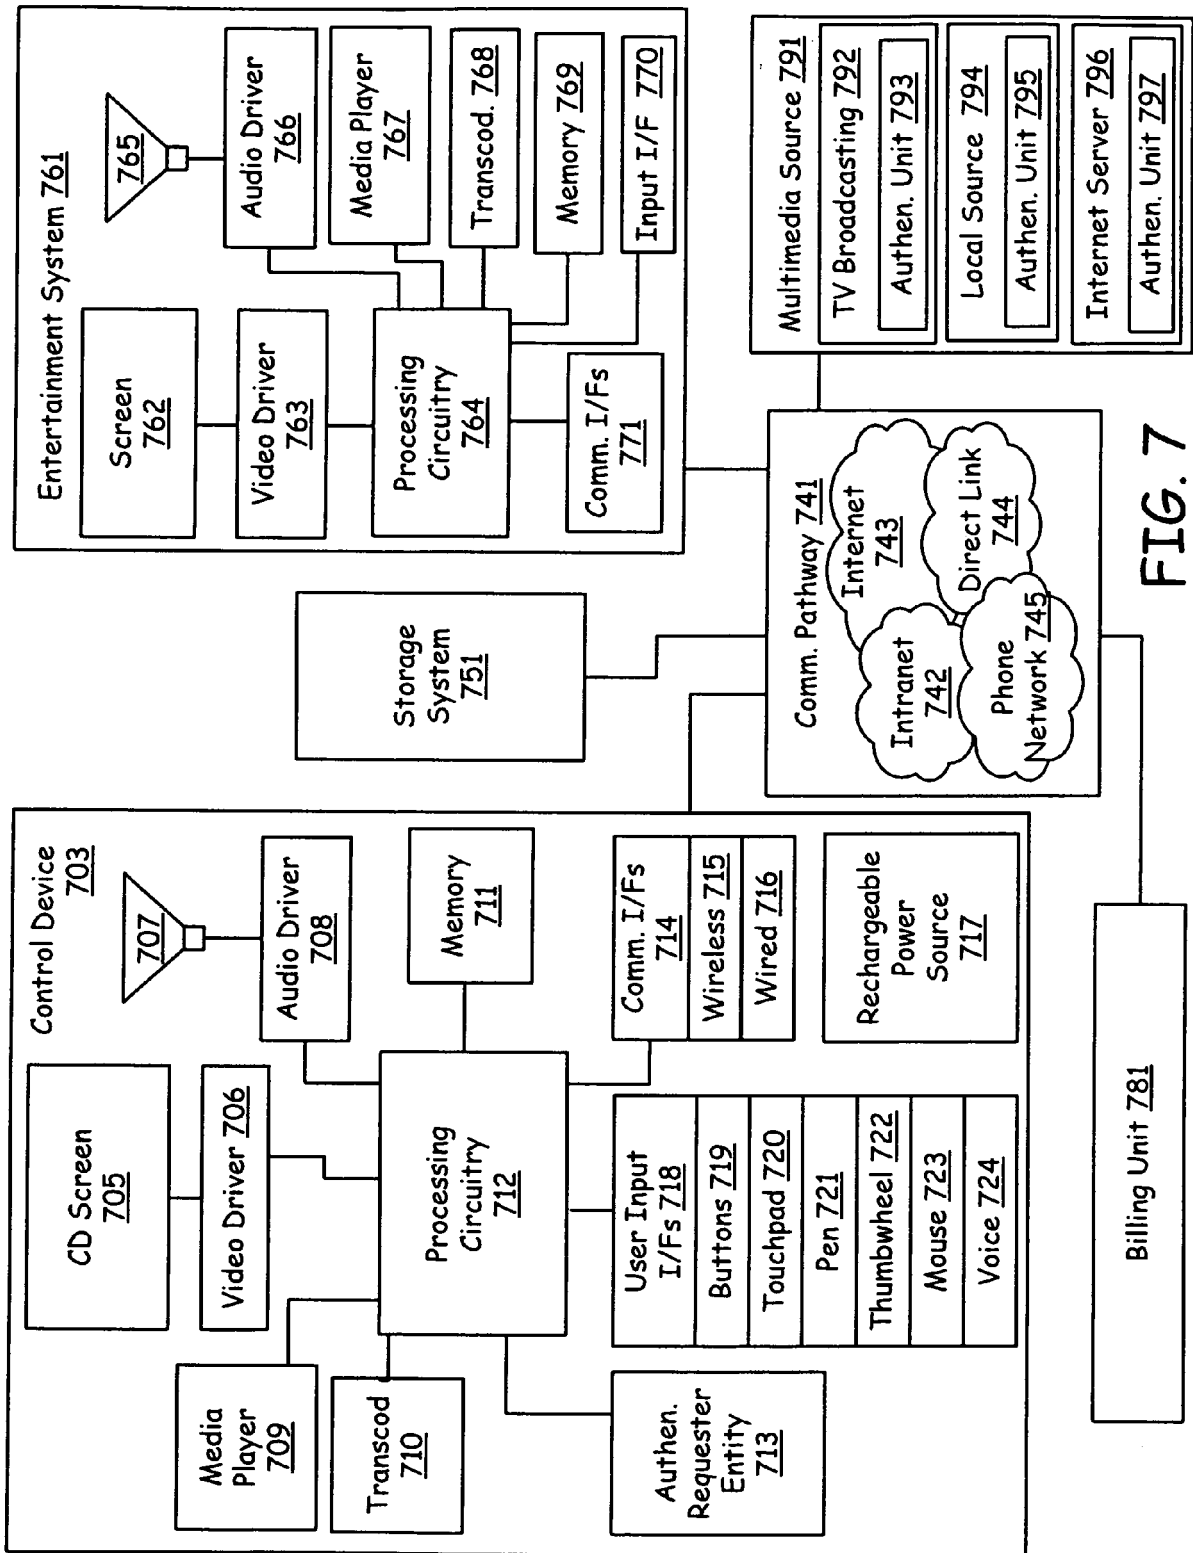 Control Device
703
CD Screen
705
Video Driver 706
707
Audio Driver
708
Media
Player
709
Transcod
710
Memory
711
Processing
Circuitry
712
Authen.
Requester
Entity
713
User Input
I/Fs 718
Buttons 719
Touchpad 720
Pen 721
Thumbwheel 722
Mouse 723
Voice 724
Comm. I/Fs
714
Wireless 715
Wired 716
Rechargeable
Power
Source
717
Storage
System
751
Entertainment System 761
Screen
762
Video Driver
763
Processing
Circuitry
764
Comm. I/Fs
771
765
Audio Driver
766
Media Player
767
Transcod. 768
Memory 769
Input I/F 770
Comm. Pathway 741
Intranet
742
Internet
743
Direct Link
744
Phone
Network 745
Multimedia Source 791
TV Broadcasting 792
Authen. Unit 793
Local Source 794
Authen. Unit 795
Internet Server 796
Authen. Unit 797
Billing Unit 781
FIG. 7